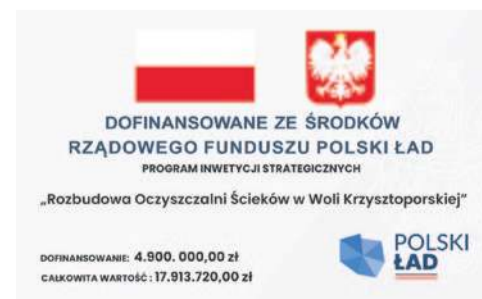 DOFINANSOWANE ZE ŚRODKÓW
RZĄDOWEGO FUNDUSZU POLSKI ŁAD
PROGRAM INWETYCJI STRATEGICZNYCH
„Rozbudowa Oczyszczalni Ścieków w Woli Krzysztoporskiej”
DOFINANSOWANIE: 4.900. 000,00 zł
CAŁKOWITA WARTOŚĆ : 17.913.720,00 zł
POLSKI
ŁAD